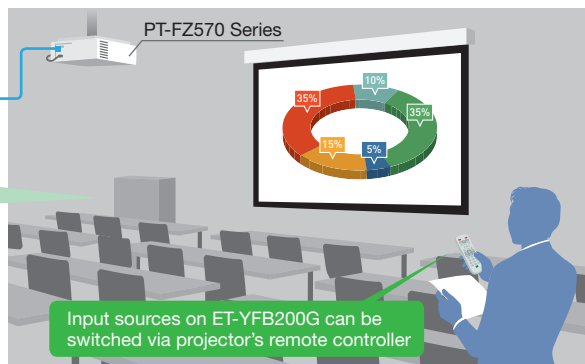 PT-FZ570 Series
10%
35%
35%
15%
5%
Input sources on ET-YFB200G can be
switched via projector's remote controller